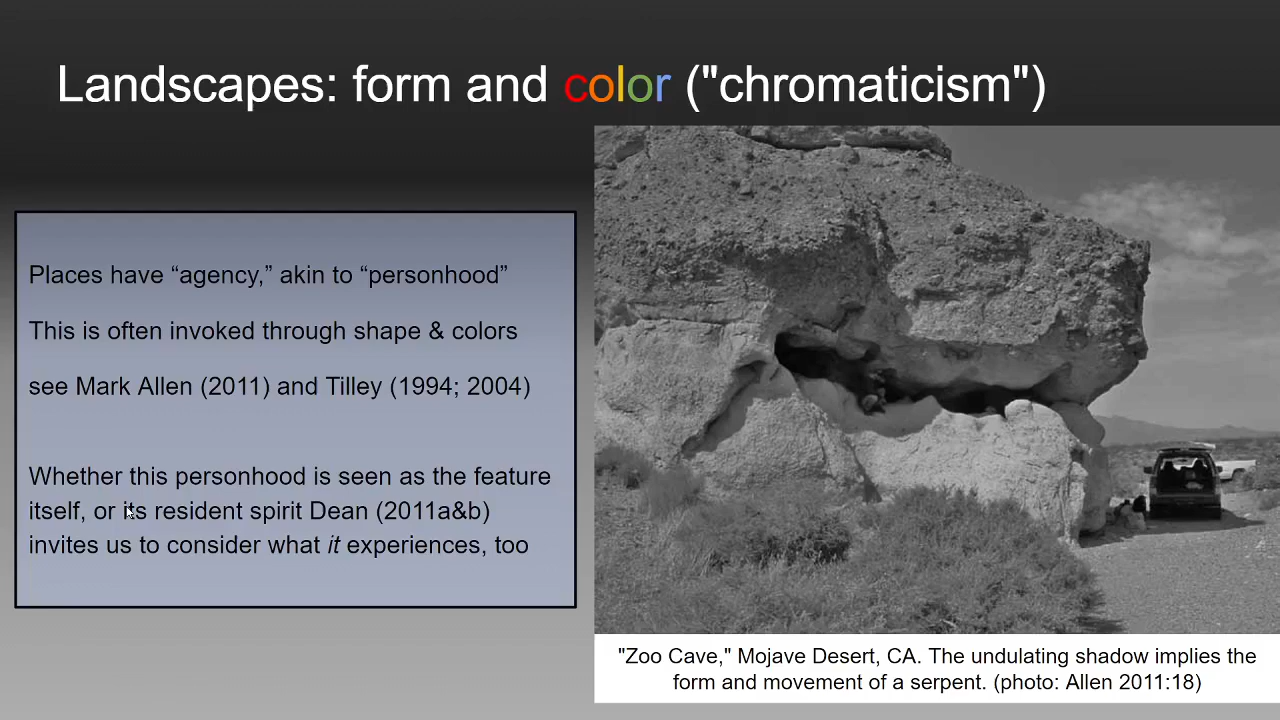 Landscapes: form and color ("chromaticism")
Places have “agency,” akin to “personhood”
This is often invoked through shape & colors
see Mark Allen (2011) and Tilley (1994; 2004)
Whether this personhood is seen as the feature
itself, or its resident spirit Dean (2011a&b)
invites us to consider what it experiences, too
"Zoo Cave," Mojave Desert, CA. The undulating shadow implies the
form and movement of a serpent. (photo: Allen 2011:18)